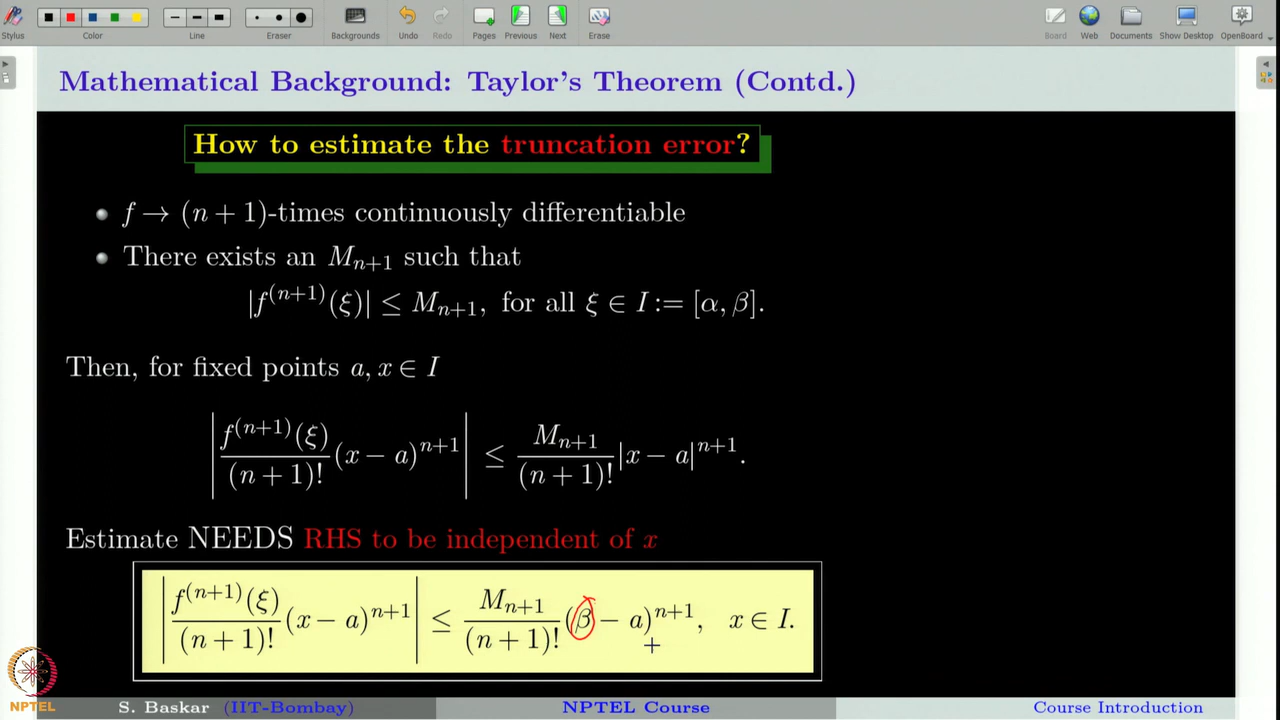 Stylus Color Line Eraser Backgrounds Undo Redo Pages Previous Next Erase Board Web Documents Show Desktop OpenBoard
Mathematical Background: Taylor's Theorem (Contd.)
How to estimate the truncation error?
f → (n + 1)-times continuously differentiable
There exists an M_{n+1} such that
|f^{(n+1)}(ξ)| ≤ M_{n+1}, for all ξ ∈ I := [α, β].
Then, for fixed points a, x ∈ I
|f^{(n+1)}(ξ)/(n + 1)! (x − a)^{n+1}| ≤ M_{n+1}/(n + 1)! |x − a|^{n+1}.
Estimate NEEDS RHS to be independent of x
|f^{(n+1)}(ξ)/(n + 1)! (x − a)^{n+1}| ≤ M_{n+1}/(n + 1)! (β − a)^{n+1}, x ∈ I.
NPTEL
S. Baskar (IIT-Bombay) NPTEL Course Course Introduction